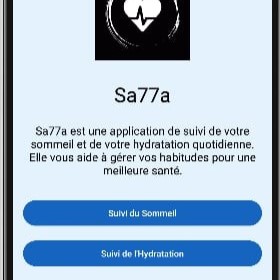 Sa77a
Sa77a est une application de suivi de votre
sommeil et de votre hydratation quotidienne.
Elle vous aide à gérer vos habitudes pour une
meilleure santé.
Suivi du Sommeil
Suivi de l'Hydratation